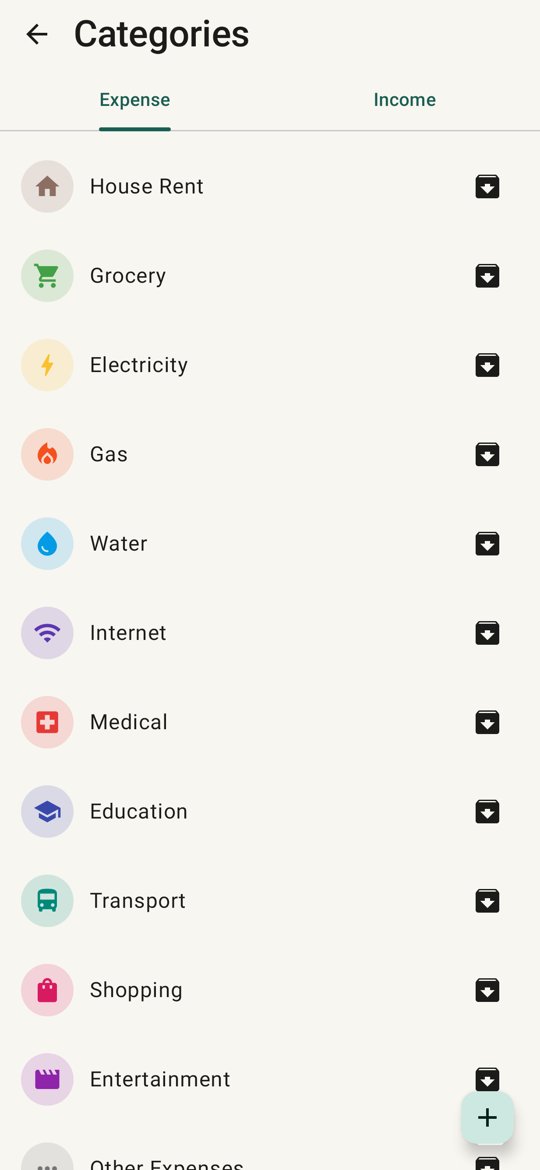 Categories
Expense
Income
House Rent
Grocery
Electricity
Gas
Water
Internet
Medical
Education
Transport
Shopping
Entertainment
Other Expenses